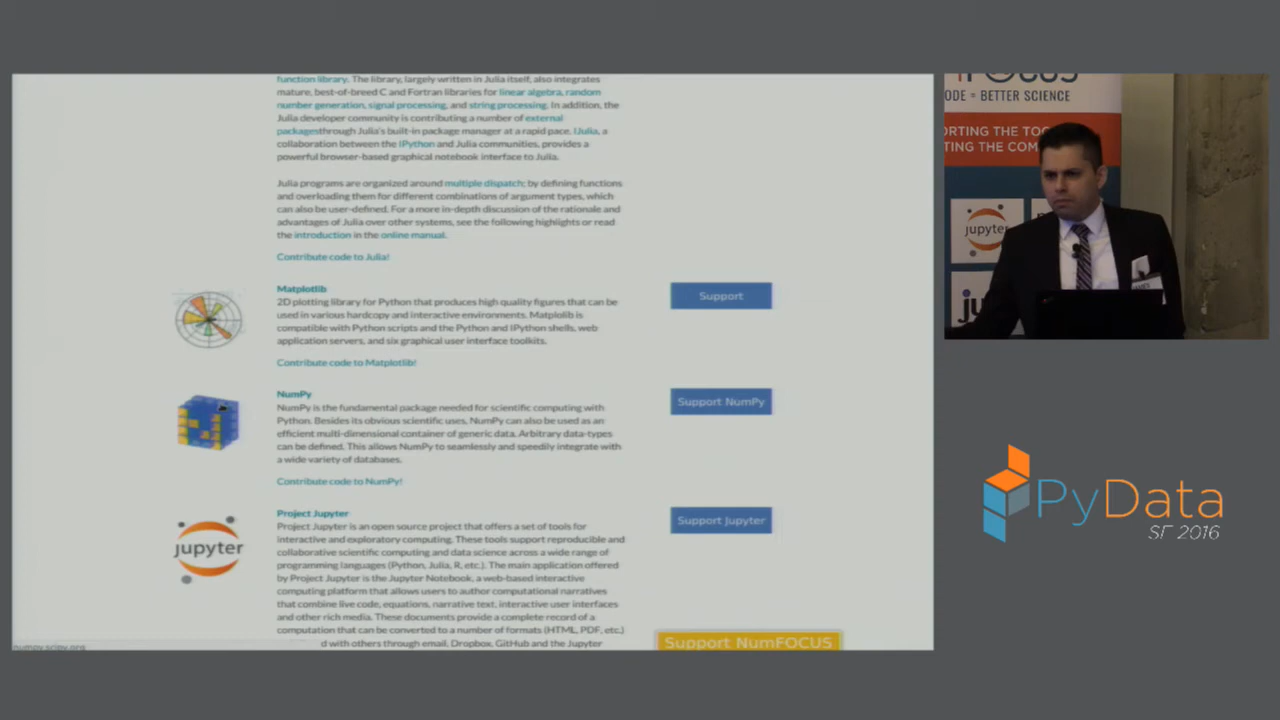 function library. The library, largely written in Julia itself, also integrates
mature, best-of-breed C and Fortran libraries for linear algebra, random
number generation, signal processing, and string processing. In addition, the
Julia developer community is contributing a number of external
packagesthrough Julia's built-in package manager at a rapid pace. IJulia, a
collaboration between the IPython and Julia communities, provides a
powerful browser-based graphical notebook interface to Julia.
Julia programs are organized around multiple dispatch; by defining functions
and overloading them for different combinations of argument types, which
can also be user-defined. For a more in-depth discussion of the rationale and
advantages of Julia over other systems, see the following highlights or read
the introduction in the online manual.
Contribute code to Julia!
Matplotlib
2D plotting library for Python that produces high quality figures that can be
used in various hardcopy and interactive environments. Matplolib is
compatible with Python scripts and the Python and IPython shells, web
application servers, and six graphical user interface toolkits.
Contribute code to Matplotlib!
Support
NumPy
NumPy is the fundamental package needed for scientific computing with
Python. Besides its obvious scientific uses, NumPy can also be used as an
efficient multi-dimensional container of generic data. Arbitrary data-types
can be defined. This allows NumPy to seamlessly and speedily integrate with
a wide variety of databases.
Contribute code to NumPy!
Support NumPy
jupyter
Project Jupyter
Project Jupyter is an open source project that offers a set of tools for
interactive and exploratory computing. These tools support reproducible and
collaborative scientific computing and data science across a wide range of
programming languages (Python, Julia, R, etc.). The main application offered
by Project Jupyter is the Jupyter Notebook, a web-based interactive
computing platform that allows users to author computational narratives
that combine live code, equations, narrative text, interactive user interfaces
and other rich media. These documents provide a complete record of a
computation that can be converted to a number of formats (HTML, PDF, etc.)
d with others through email, Dropbox, GitHub and the Jupyter
Support Jupyter
Support NumFOCUS
numpy.scipy.org
FOCUS
ODE = BETTER SCIENCE
ORTING THE TOO
TING THE COM
jupyter
PyData
SF 2016